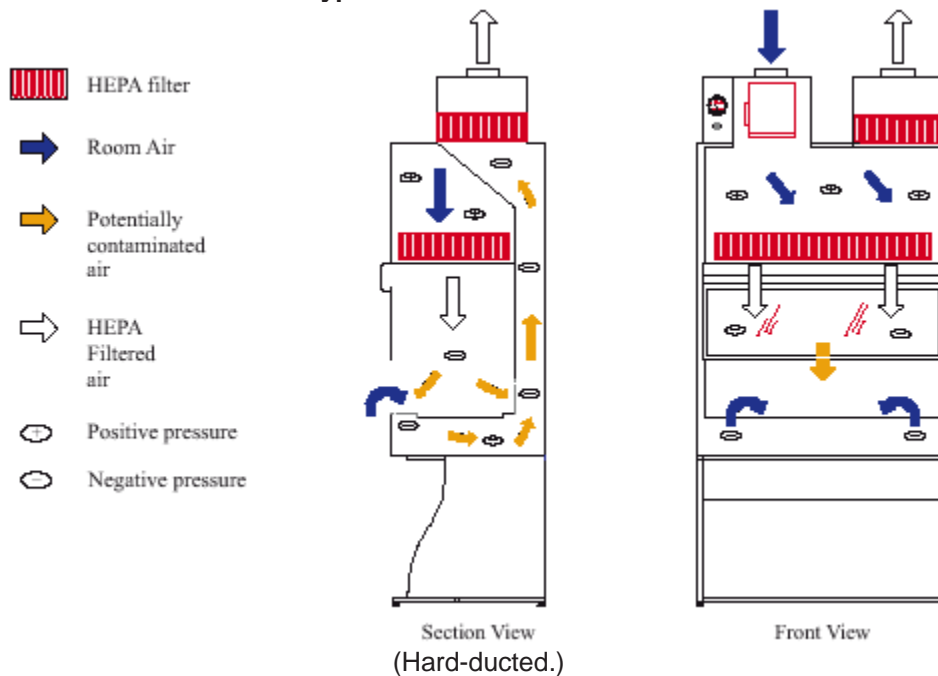 HEPA filter
Room Air
Potentially
contaminated
air
HEPA
Filtered
air
Positive pressure
Negative pressure
Section View
Front View
(Hard-ducted.)